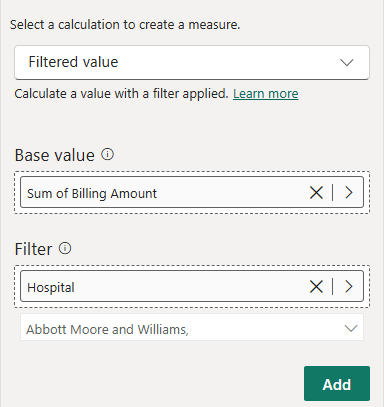 Select a calculation to create a measure.
Filtered value
Calculate a value with a filter applied. Learn more
Base value
Sum of Billing Amount
Filter
Hospital
Abbott Moore and Williams,
Add